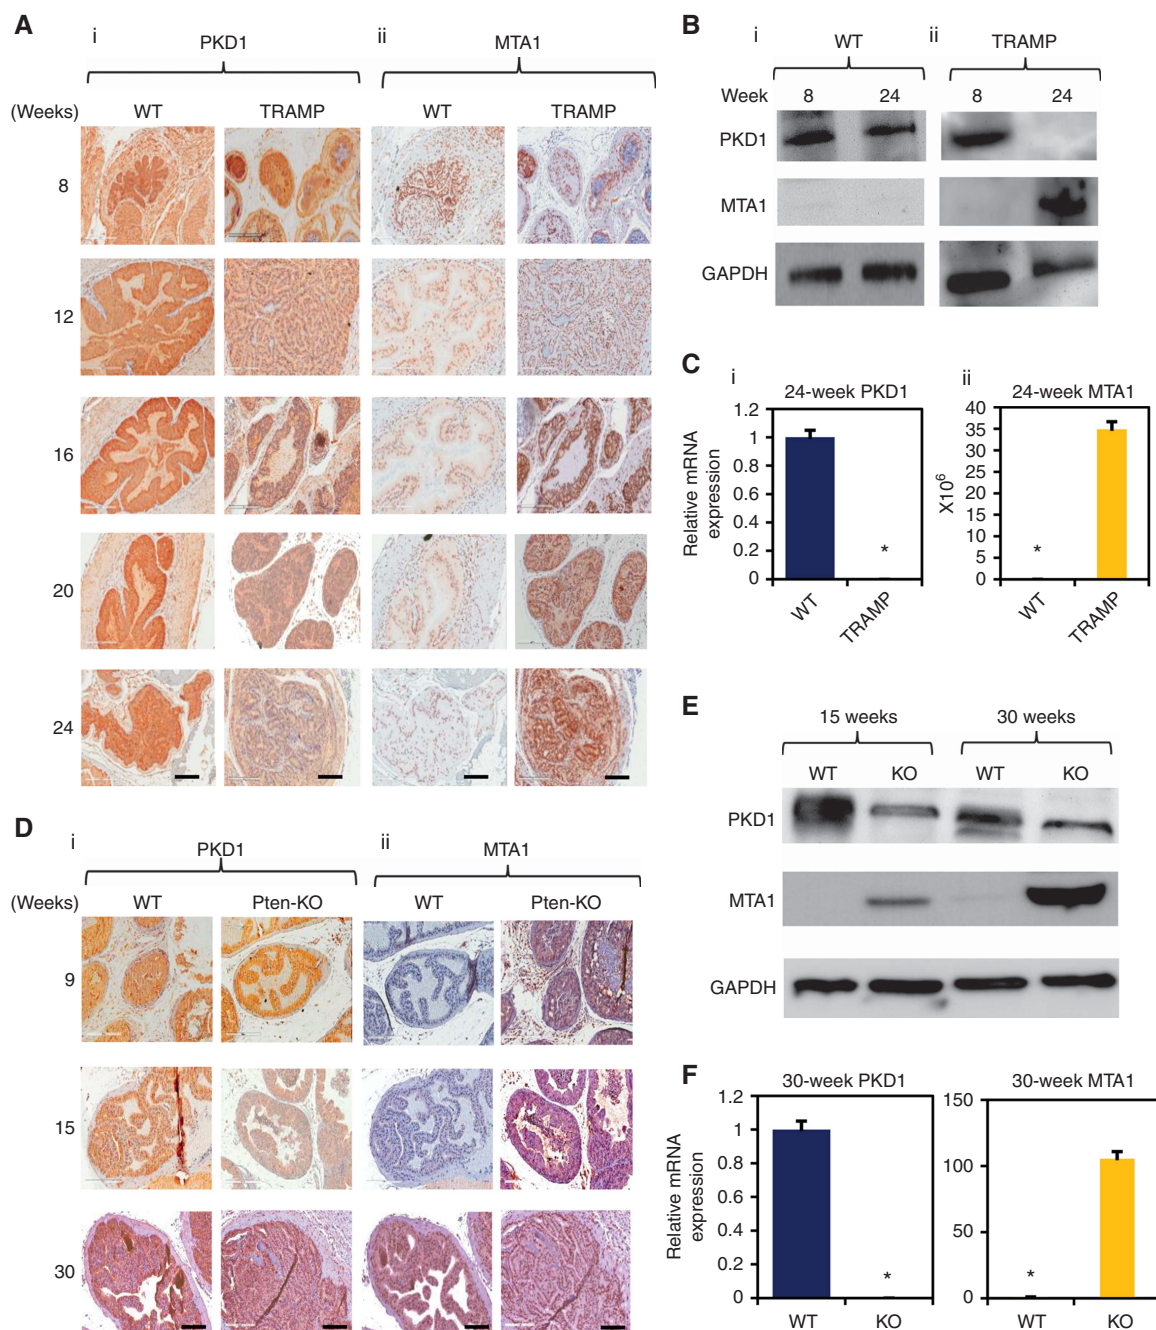 A
i
PKD1
ii
MTA1
(Weeks)
WT
TRAMP
WT
TRAMP
8
12
16
20
24
B
i
WT
ii
TRAMP
Week
8
24
8
24
PKD1
MTA1
GAPDH
C
i
24-week PKD1
Relative mRNA
expression
1.2
1
0.8
0.6
0.4
0.2
0
*
WT
TRAMP
ii
24-week MTA1
X10⁶
40
35
30
25
20
15
10
5
0
*
WT
TRAMP
D
i
PKD1
ii
MTA1
(Weeks)
WT
Pten-KO
WT
Pten-KO
9
15
30
E
15 weeks
30 weeks
WT
KO
WT
KO
PKD1
MTA1
GAPDH
F
30-week PKD1
Relative mRNA
expression
1.2
1
0.8
0.6
0.4
0.2
0
*
WT
KO
30-week MTA1
150
100
50
0
*
WT
KO